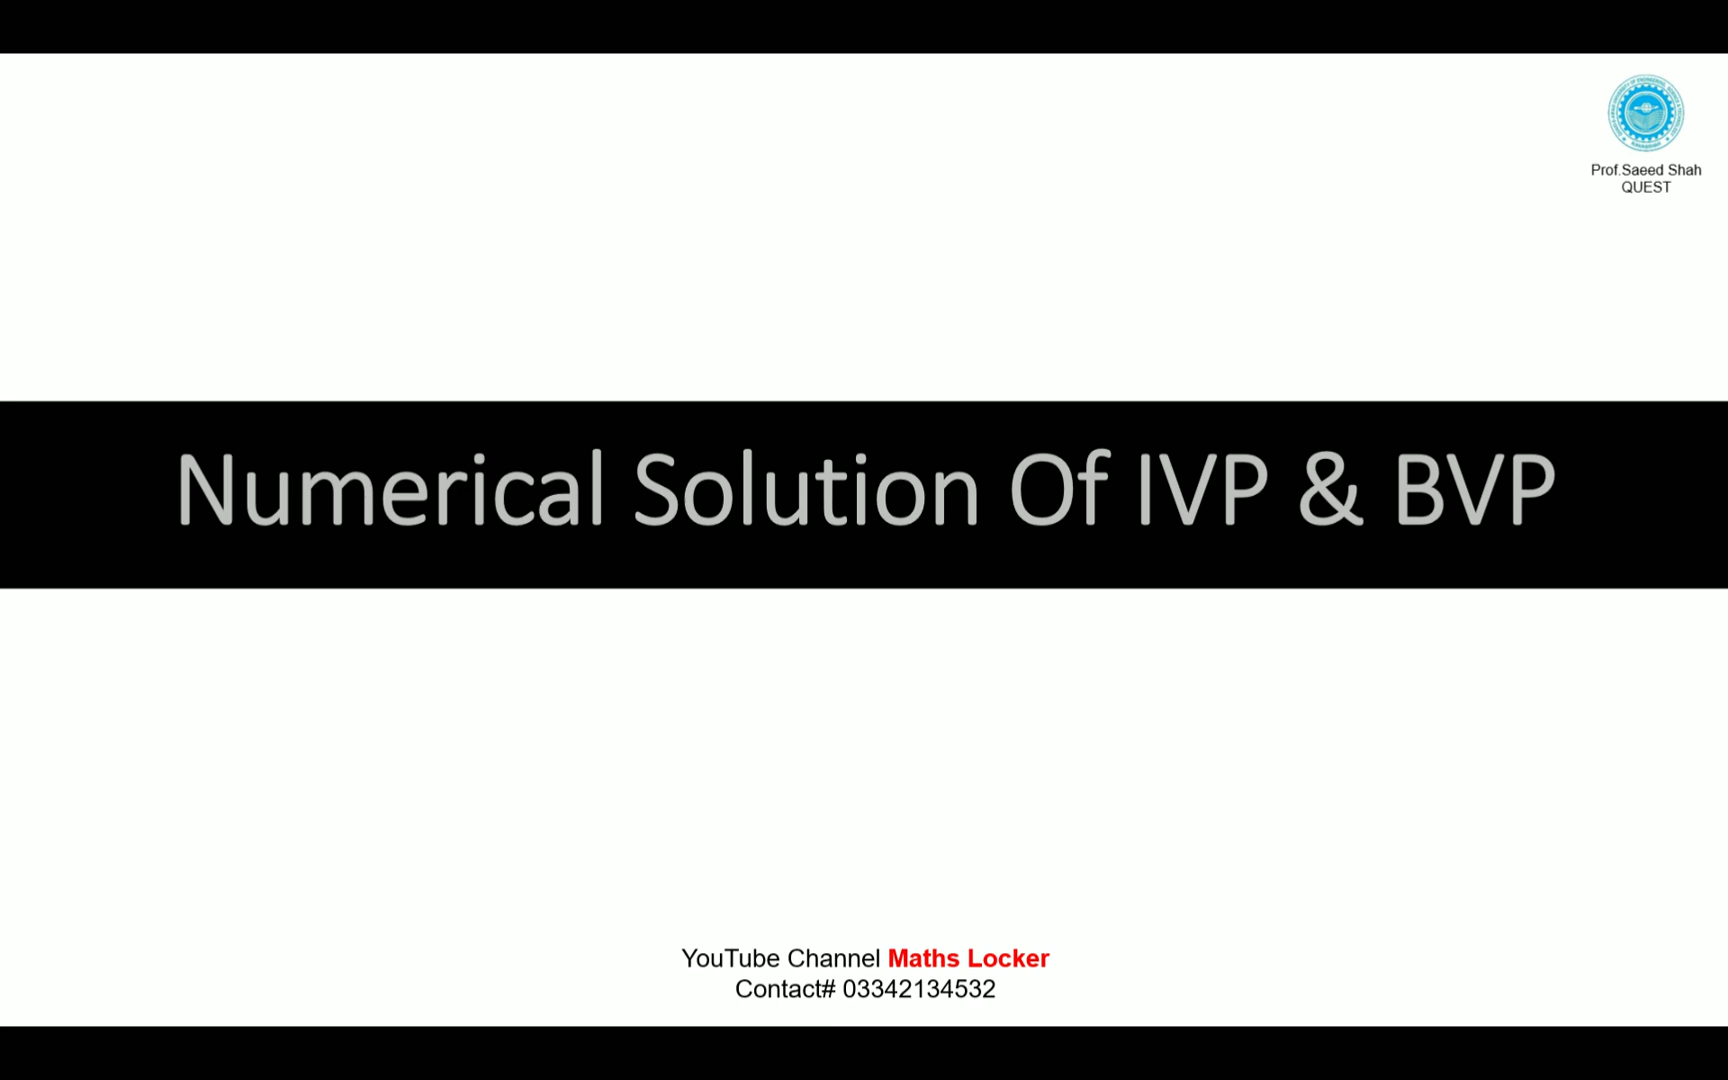 Prof.Saeed Shah
QUEST
Numerical Solution Of IVP & BVP
YouTube Channel Maths Locker
Contact# 03342134532